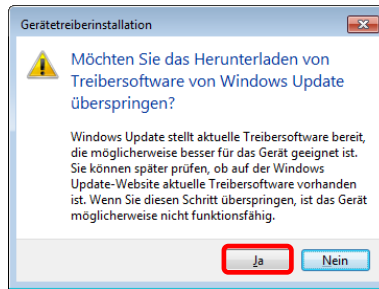 Gerätetreiberinstallation
Möchten Sie das Herunterladen von
Treibersoftware von Windows Update
überspringen?
Windows Update stellt aktuelle Treibersoftware bereit,
die möglicherweise besser für das Gerät geeignet ist.
Sie können später prüfen, ob auf der Windows
Update-Website aktuelle Treibersoftware vorhanden
ist. Wenn Sie diesen Schritt überspringen, ist das Gerät
möglicherweise nicht funktionsfähig.
Ja Nein